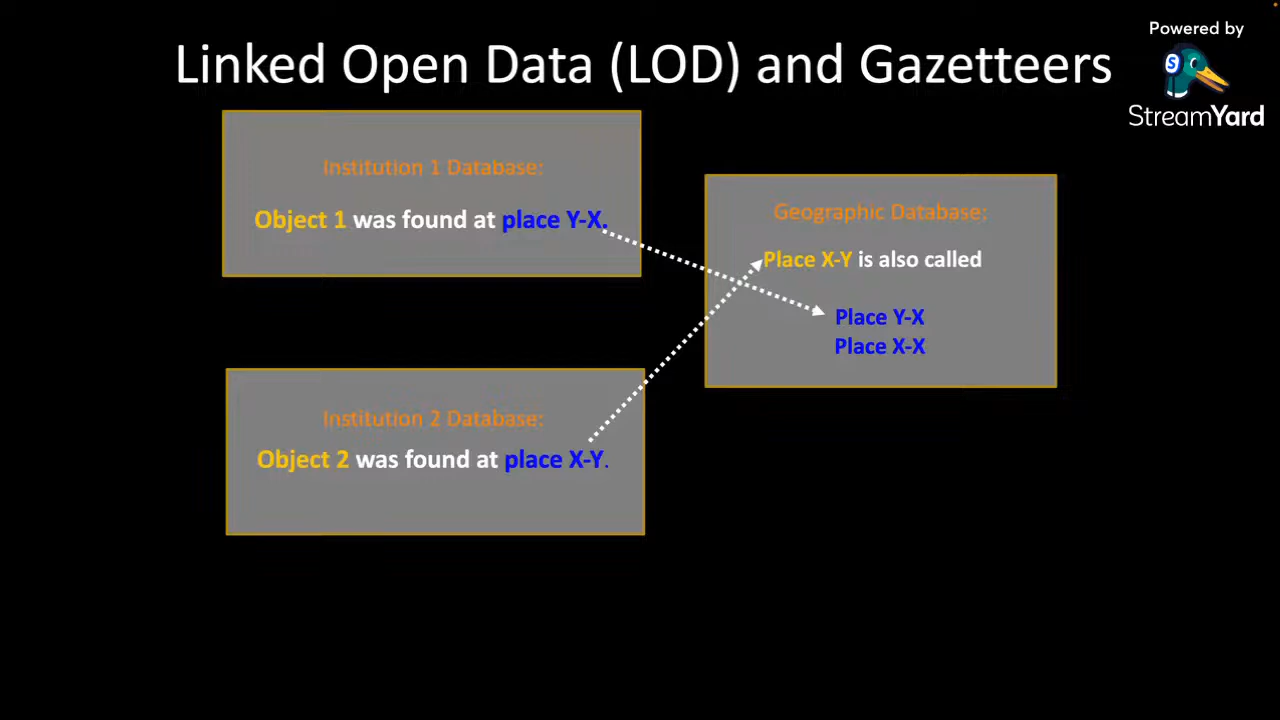 Powered by
StreamYard
Linked Open Data (LOD) and Gazetteers
Institution 1 Database:
Object 1 was found at place Y-X.
Geographic Database:
Place X-Y is also called
Place Y-X
Place X-X
Institution 2 Database:
Object 2 was found at place X-Y.